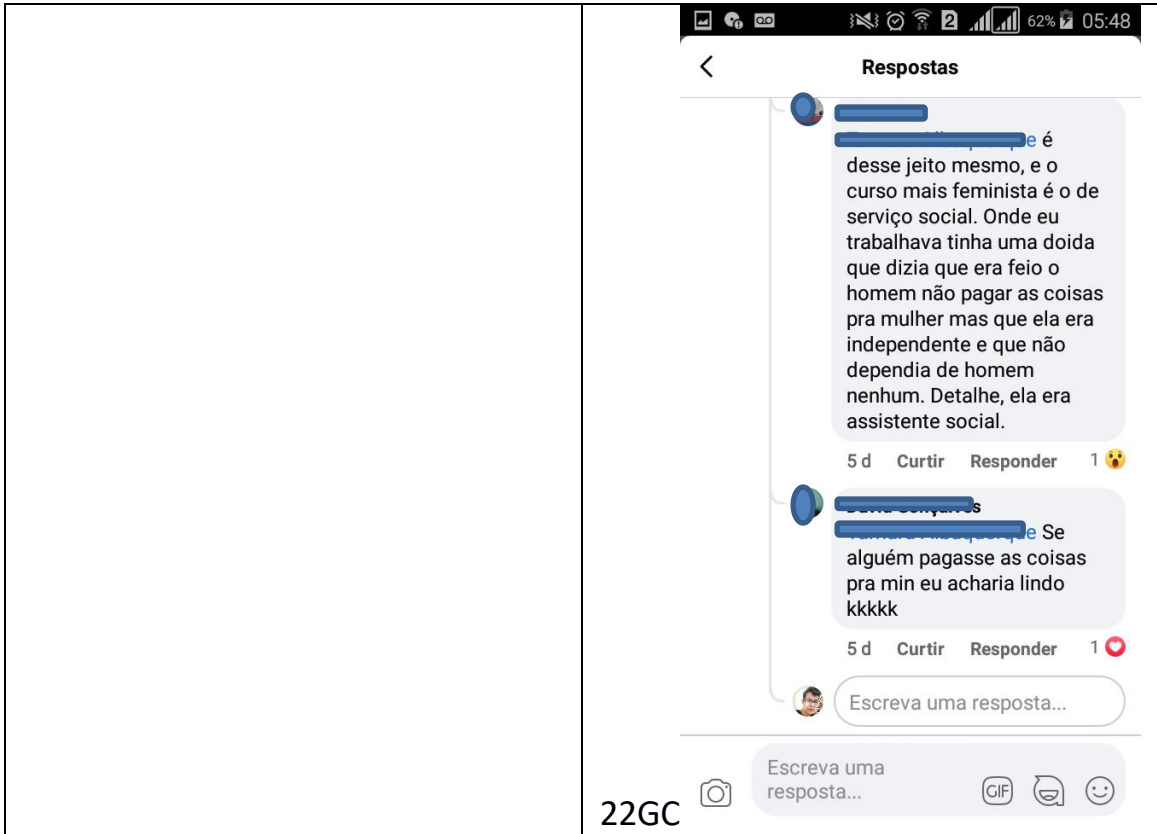 2 62% 05:48
Respostas
e é
desse jeito mesmo, e o
curso mais feminista é o de
serviço social. Onde eu
trabalhava tinha uma doida
que dizia que era feio o
homem não pagar as coisas
pra mulher mas que ela era
independente e que não
dependia de homem
nenhum. Detalhe, ela era
assistente social.
5 d Curtir Responder 1
e Se
alguém pagasse as coisas
pra min eu acharia lindo
kkkkk
5 d Curtir Responder 1
Escreva uma resposta...
Escreva uma
resposta...
GIF
22GC